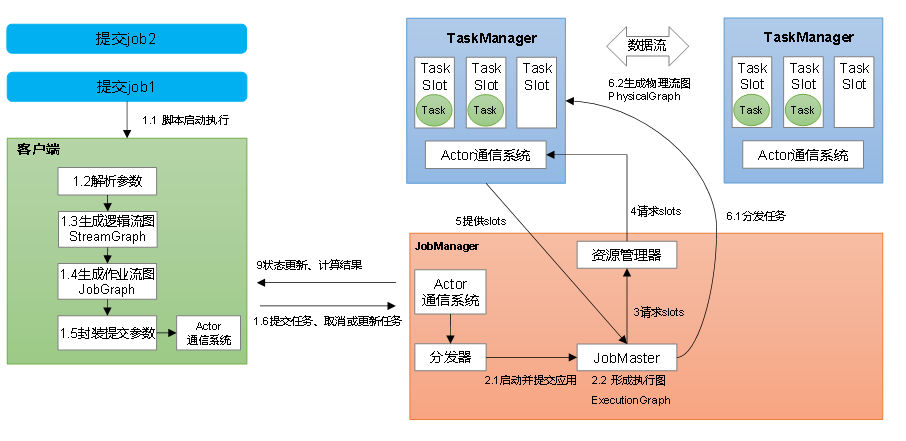 提交job2
提交job1
1.1 脚本启动执行
客户端
1.2解析参数
1.3生成逻辑流图
StreamGraph
1.4生成作业流图
JobGraph
1.5封装提交参数
Actor
通信系统
9状态更新、计算结果
1.6提交任务、取消或更新任务
TaskManager
Task
Slot
Task
Task
Slot
Task
Task
Slot
Actor通信系统
数据流
6.2生成物理流图
PhysicalGraph
TaskManager
Task
Slot
Task
Task
Slot
Task
Task
Slot
Actor通信系统
5提供slots
4请求slots
6.1分发任务
JobManager
资源管理器
Actor
通信系统
3请求slots
分发器
JobMaster
2.1启动并提交应用
2.2 形成执行图
ExecutionGraph